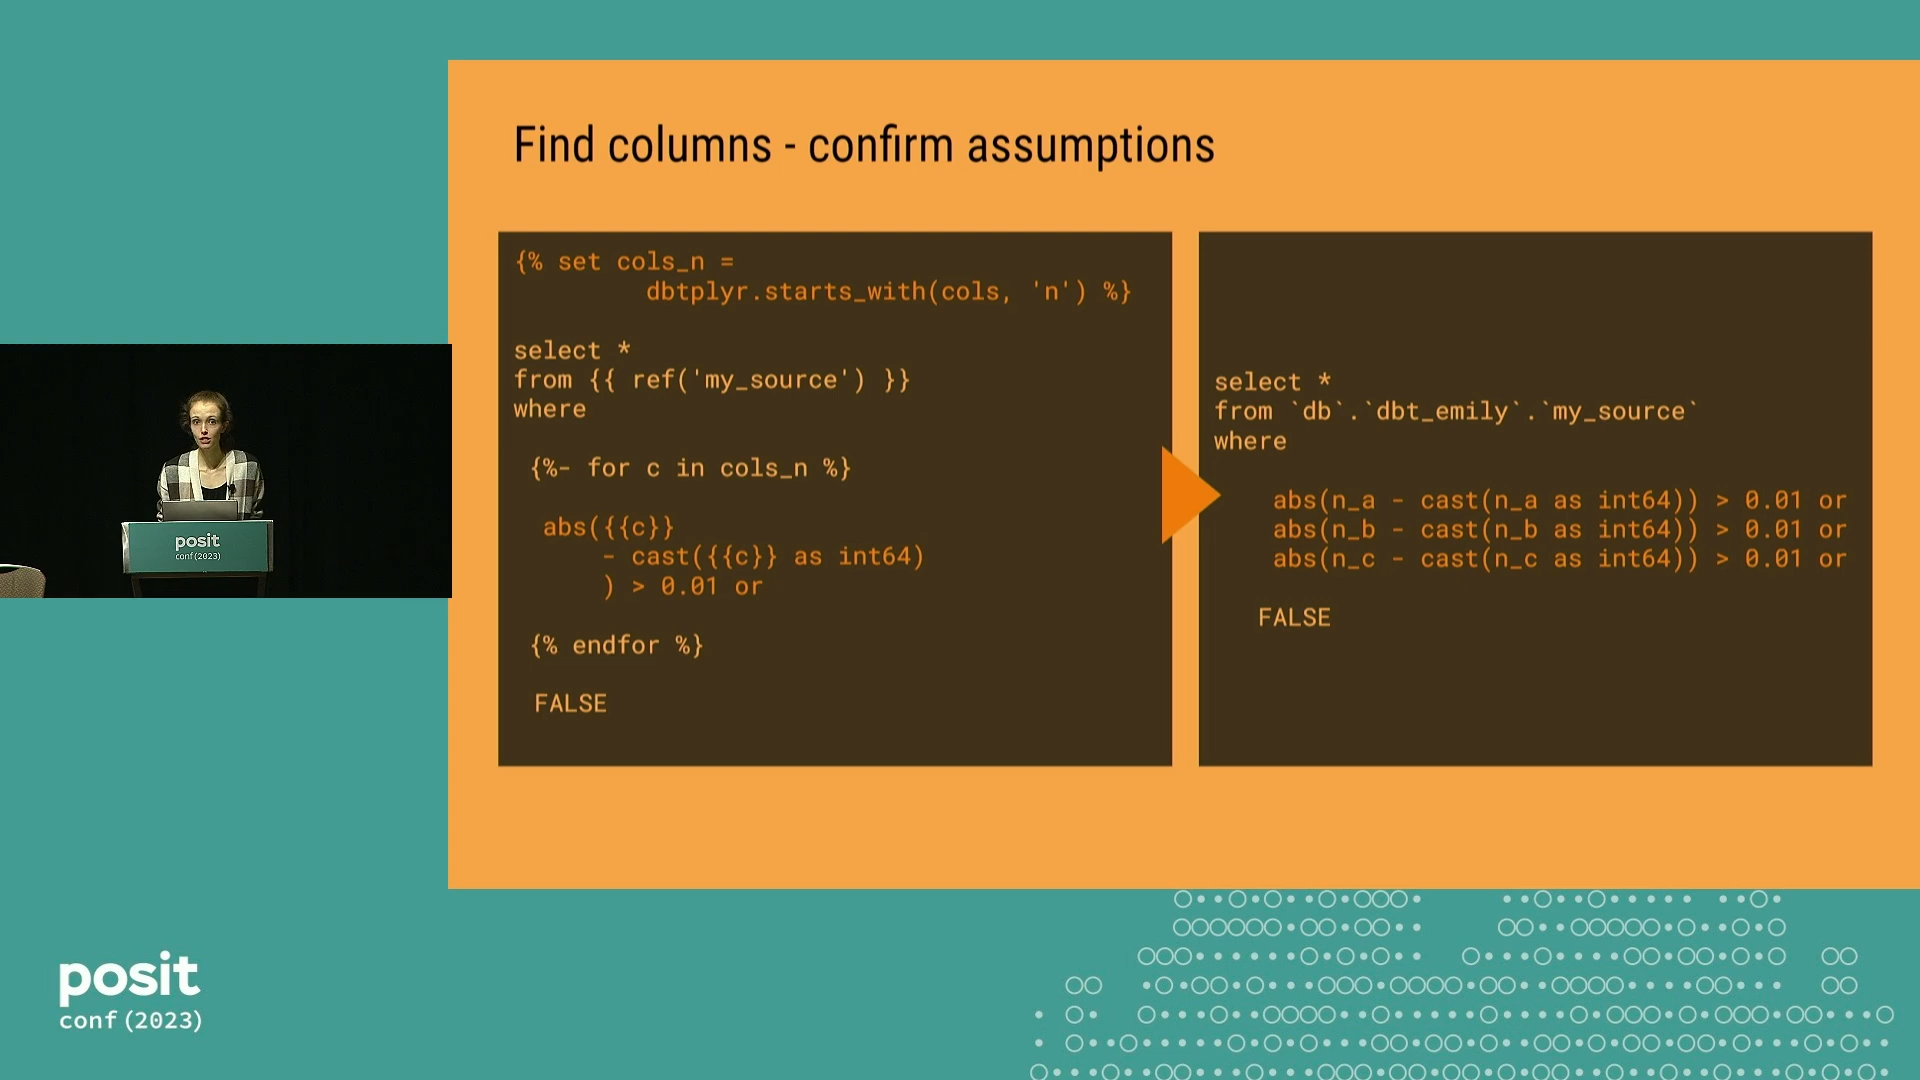 Find columns - confirm assumptions
{% set cols_n =
dbtplyr.starts_with(cols, 'n') %}
select *
from {{ ref('my_source') }}
where
{%- for c in cols_n %}
abs({{c}}
- cast({{c}} as int64)
) > 0.01 or
{% endfor %}
FALSE
select *
from `db`.`dbt_emily`.`my_source`
where
abs(n_a - cast(n_a as int64)) > 0.01 or
abs(n_b - cast(n_b as int64)) > 0.01 or
abs(n_c - cast(n_c as int64)) > 0.01 or
FALSE
posit
conf(2023)
posit
conf(2023)